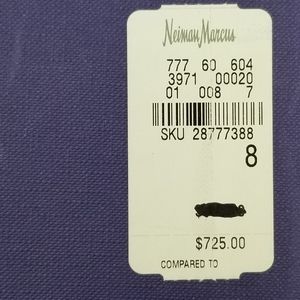 Neiman Marcus
777 60 604
3971 00020
01 008 7
SKU 28777388
8
$725.00
COMPARED TO